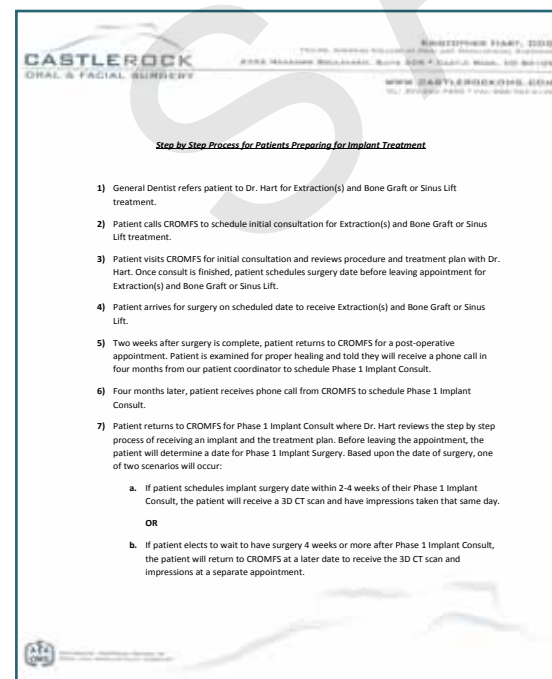 CASTLEROCK
ORAL & FACIAL SURGERY
KRISTOPHER HART, DDS
WWW.CASTLEROCKOMS.COM
Step by Step Process for Patients Preparing for Implant Treatment
1) General Dentist refers patient to Dr. Hart for Extraction(s) and Bone Graft or Sinus Lift
treatment.
2) Patient calls CROMFS to schedule initial consultation for Extraction(s) and Bone Graft or Sinus
Lift treatment.
3) Patient visits CROMFS for initial consultation and reviews procedure and treatment plan with Dr.
Hart. Once consult is finished, patient schedules surgery date before leaving appointment for
Extraction(s) and Bone Graft or Sinus Lift.
4) Patient arrives for surgery on scheduled date to receive Extraction(s) and Bone Graft or Sinus
Lift.
5) Two weeks after surgery is complete, patient returns to CROMFS for a post-operative
appointment. Patient is examined for proper healing and told they will receive a phone call in
four months from our patient coordinator to schedule Phase 1 Implant Consult.
6) Four months later, patient receives phone call from CROMFS to schedule Phase 1 Implant
Consult.
7) Patient returns to CROMFS for Phase 1 Implant Consult where Dr. Hart reviews the step by step
process of receiving an implant and the treatment plan. Before leaving the appointment, the
patient will determine a date for Phase 1 Implant Surgery. Based upon the date of surgery, one
of two scenarios will occur:
a. If patient schedules implant surgery date within 2-4 weeks of their Phase 1 Implant
Consult, the patient will receive a 3D CT scan and have impressions taken that same day.
OR
b. If patient elects to wait to have surgery 4 weeks or more after Phase 1 Implant Consult,
the patient will return to CROMFS at a later date to receive the 3D CT scan and
impressions at a separate appointment.